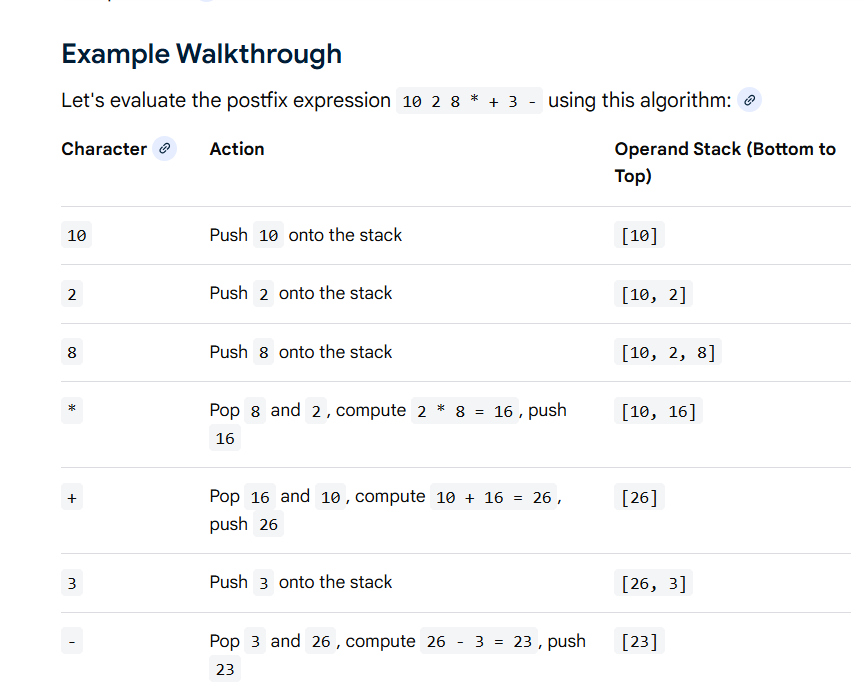 Example Walkthrough
Let's evaluate the postfix expression 10 2 8 * + 3 - using this algorithm:
Character Action Operand Stack (Bottom to
Top)
10 Push 10 onto the stack [10]
2 Push 2 onto the stack [10, 2]
8 Push 8 onto the stack [10, 2, 8]
* Pop 8 and 2, compute 2 * 8 = 16, push [10, 16]
16
+ Pop 16 and 10, compute 10 + 16 = 26, [26]
push 26
3 Push 3 onto the stack [26, 3]
- Pop 3 and 26, compute 26 - 3 = 23, push [23]
23